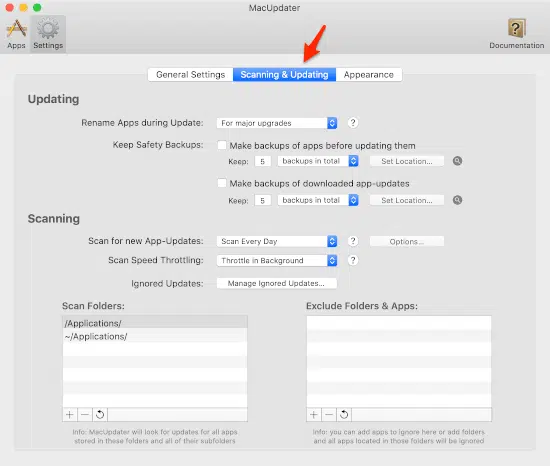 MacUpdater
Apps
Settings
Documentation
General Settings
Scanning & Updating
Appearance
Updating
Rename Apps during Update:
For major upgrades
?
Keep Safety Backups:
Make backups of apps before updating them
Keep: 5 backups in total Set Location...
Make backups of downloaded app-updates
Keep: 5 backups in total Set Location...
Scanning
Scan for new App-Updates: Scan Every Day ? Options...
Scan Speed Throttling: Throttle in Background ?
Ignored Updates: Manage Ignored Updates...
Scan Folders:
/Applications/
~/Applications/
Info: MacUpdater will look for updates for all apps
stored in these folders and all of their subfolders
Exclude Folders & Apps:
Info: you can add apps to ignore here or add folders
and all apps located in those folders will be ignored